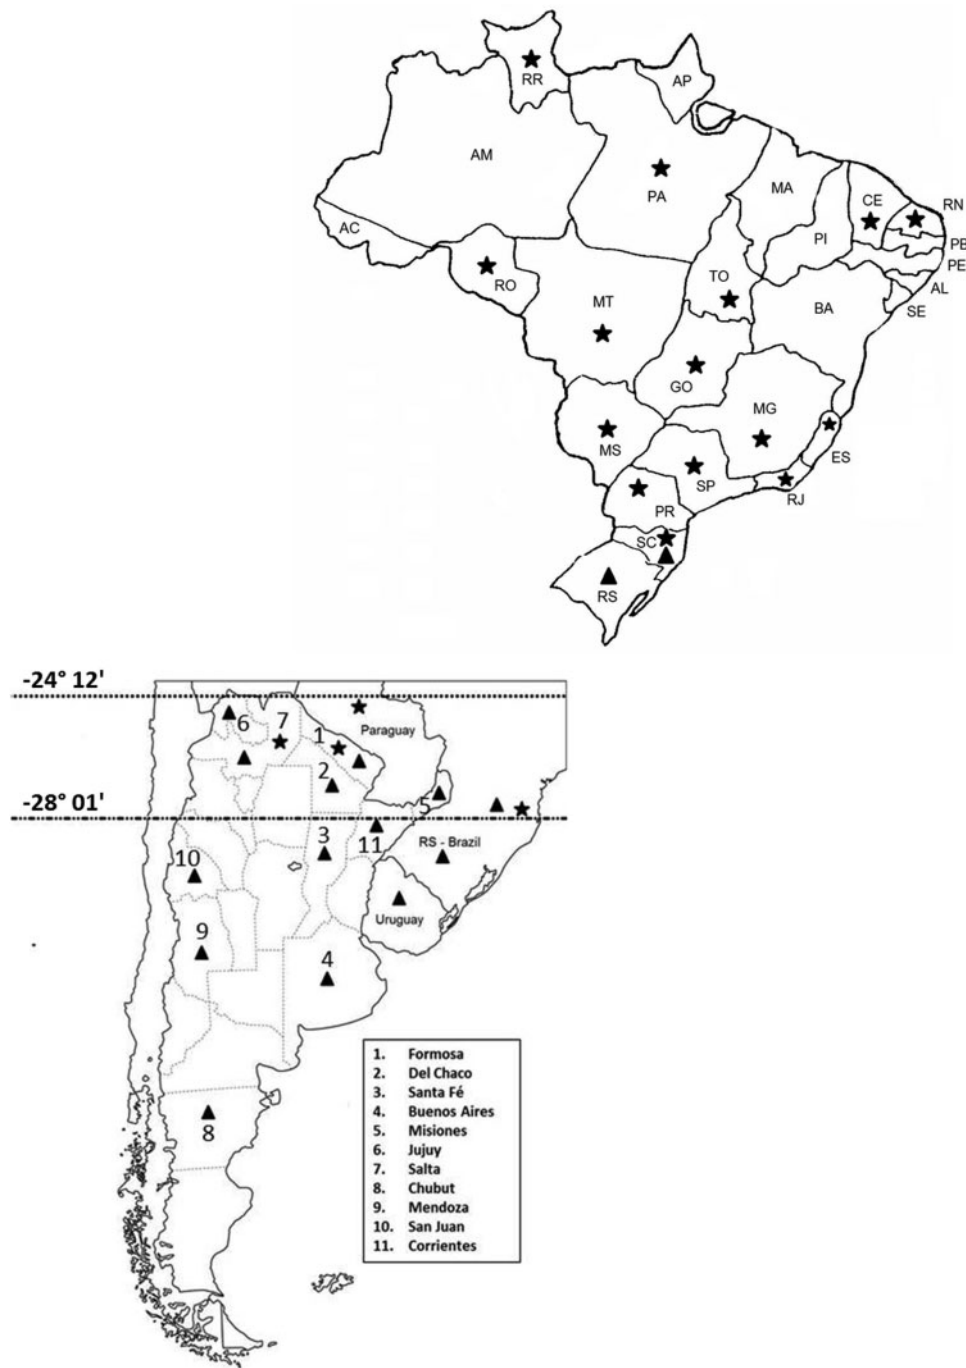 RR
AP
AM
PA
MA
CE
RN
AC
PI
PB
PE
RO
TO
AL
MT
BA
SE
GO
MG
MS
ES
SP
RJ
PR
SC
RS
-24° 12'
6
7
1
Paraguay
2
5
-28° 01'
3
11
RS - Brazil
10
Uruguay
9
4
8
1. Formosa
2. Del Chaco
3. Santa Fé
4. Buenos Aires
5. Misiones
6. Jujuy
7. Salta
8. Chubut
9. Mendoza
10. San Juan
11. Corrientes